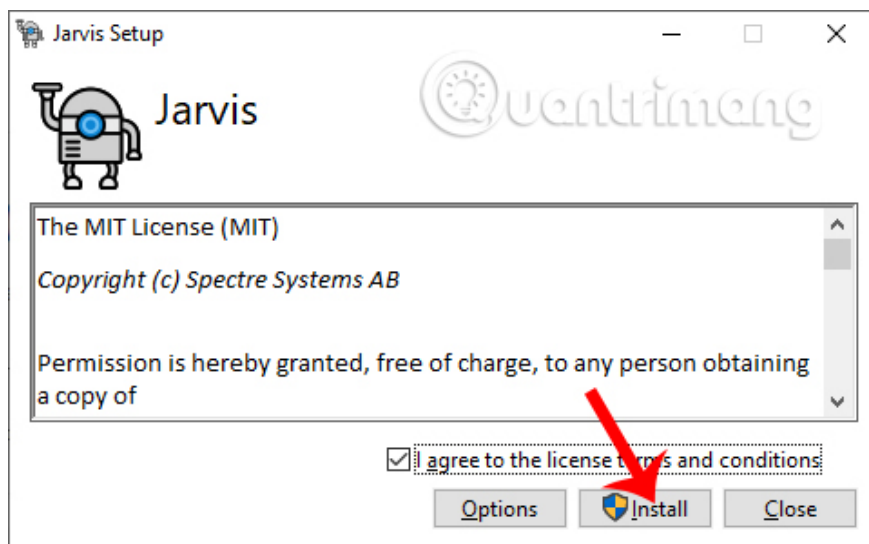 Jarvis Setup
Jarvis
Quantrimang
The MIT License (MIT)
Copyright (c) Spectre Systems AB
Permission is hereby granted, free of charge, to any person obtaining
a copy of
I agree to the license terms and conditions
Options Install Close